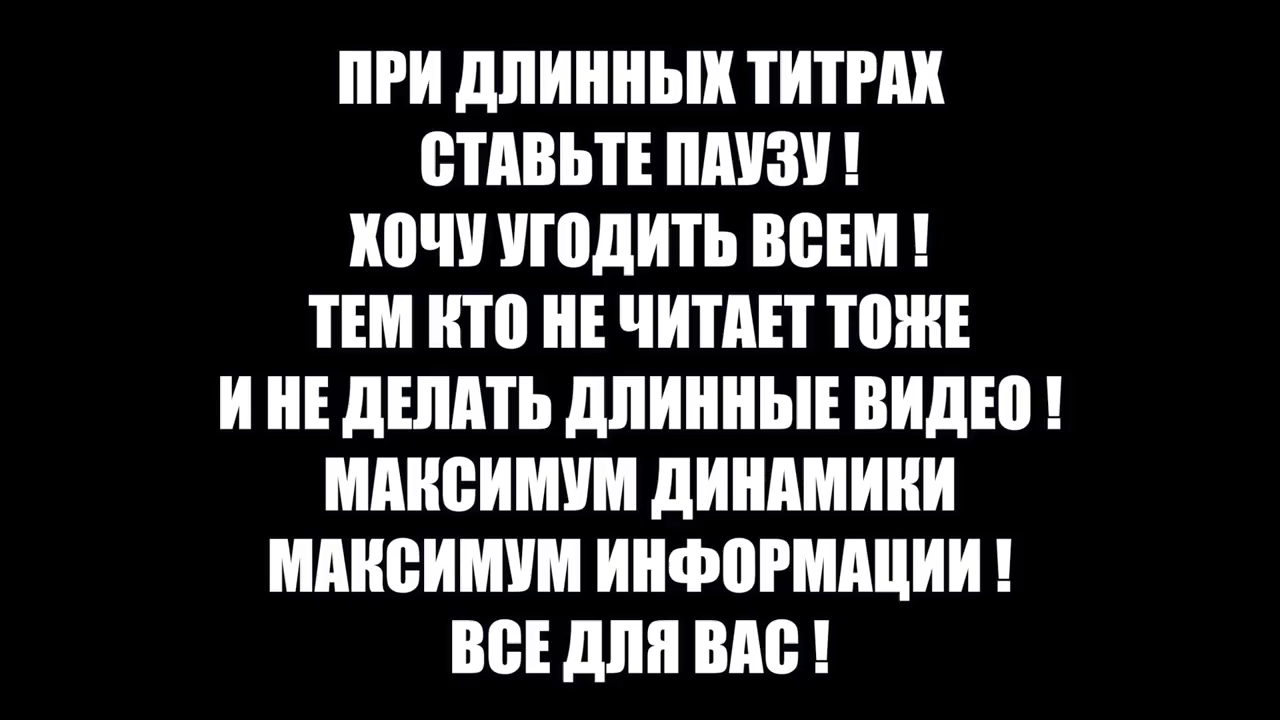 ПРИ ДЛИННЫХ ТИТРАХ
СТАВЬТЕ ПАУЗУ !
ХОЧУ УГОДИТЬ ВСЕМ !
ТЕМ КТО НЕ ЧИТАЕТ ТОЖЕ
И НЕ ДЕЛАТЬ ДЛИННЫЕ ВИДЕО !
МАКСИМУМ ДИНАМИКИ
МАКСИМУМ ИНФОРМАЦИИ !
ВСЕ ДЛЯ ВАС !